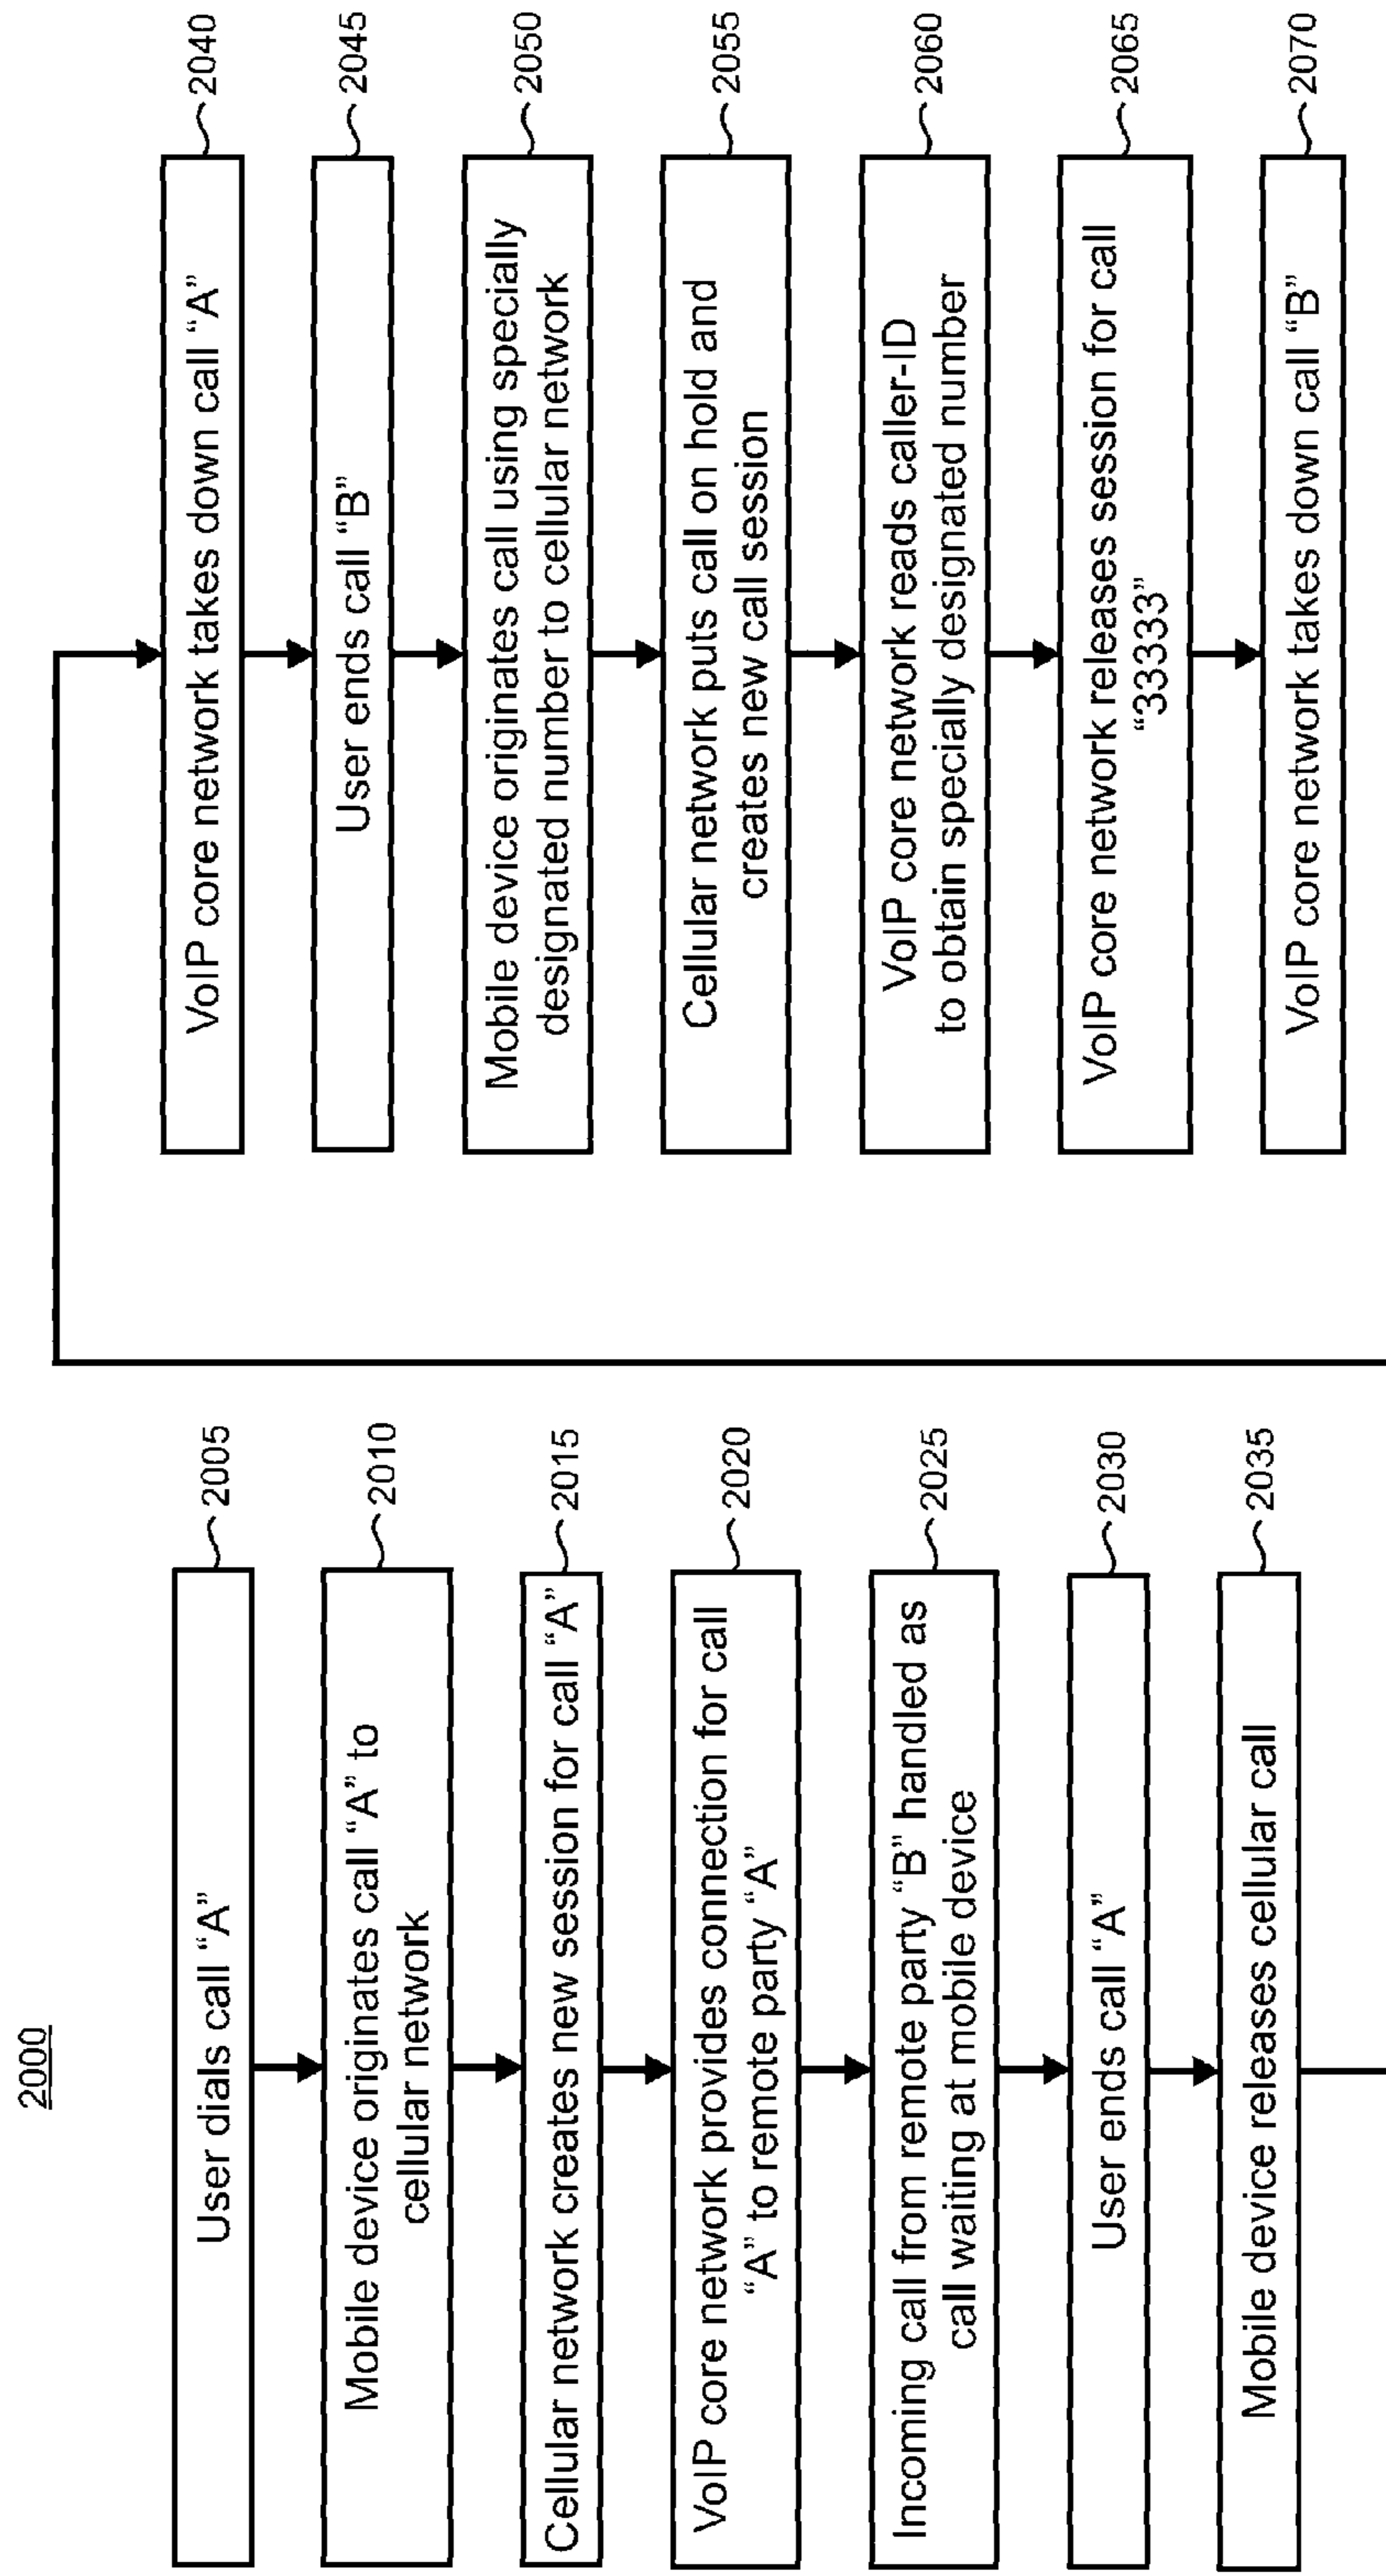 2000
User dials call “A”
2005
Mobile device originates call “A” to
cellular network
2010
Cellular network creates new session for call “A”
2015
VoIP core network provides connection for call
“A” to remote party “A”
2020
Incoming call from remote party “B” handled as
call waiting at mobile device
2025
User ends call “A”
2030
Mobile device releases cellular call
2035
VoIP core network takes down call “A”
2040
User ends call “B”
2045
Mobile device originates call using specially
designated number to cellular network
2050
Cellular network puts call on hold and
creates new call session
2055
VoIP core network reads caller-ID
to obtain specially designated number
2060
VoIP core network releases session for call
“33333”
2065
VoIP core network takes down call “B”
2070